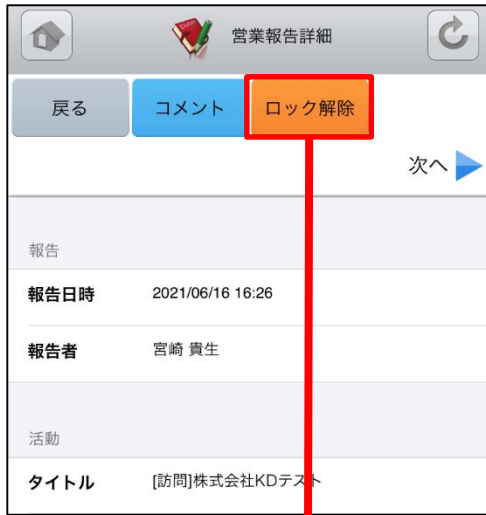 営業報告詳細
戻る コメント ロック解除
次へ
報告
報告日時 2021/06/16 16:26
報告者 宮崎 貴生
活動
タイトル [訪問]株式会社KDテスト